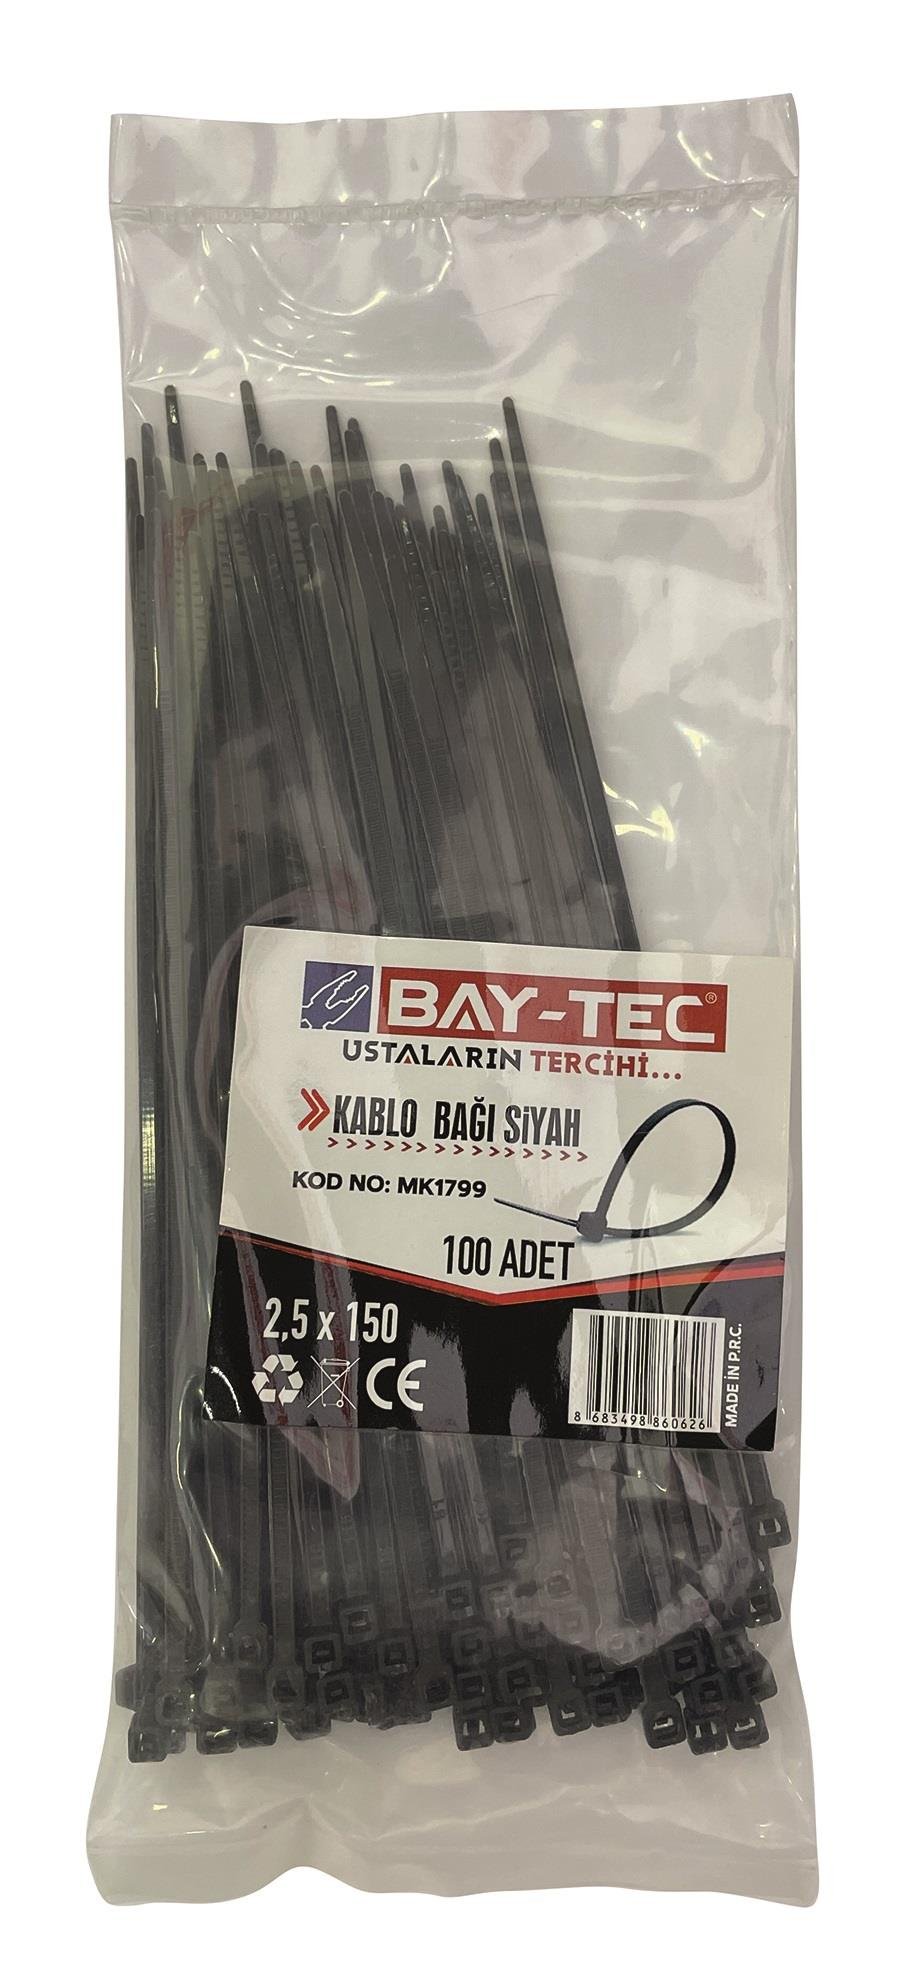 BAY-TEC®
USTALARIN TERCİHİ...
KABLO BAĞI SİYAH
KOD NO: MK1799
100 ADET
2,5 x 150
CE
8 683498 860626
MADE İN P.R.C.